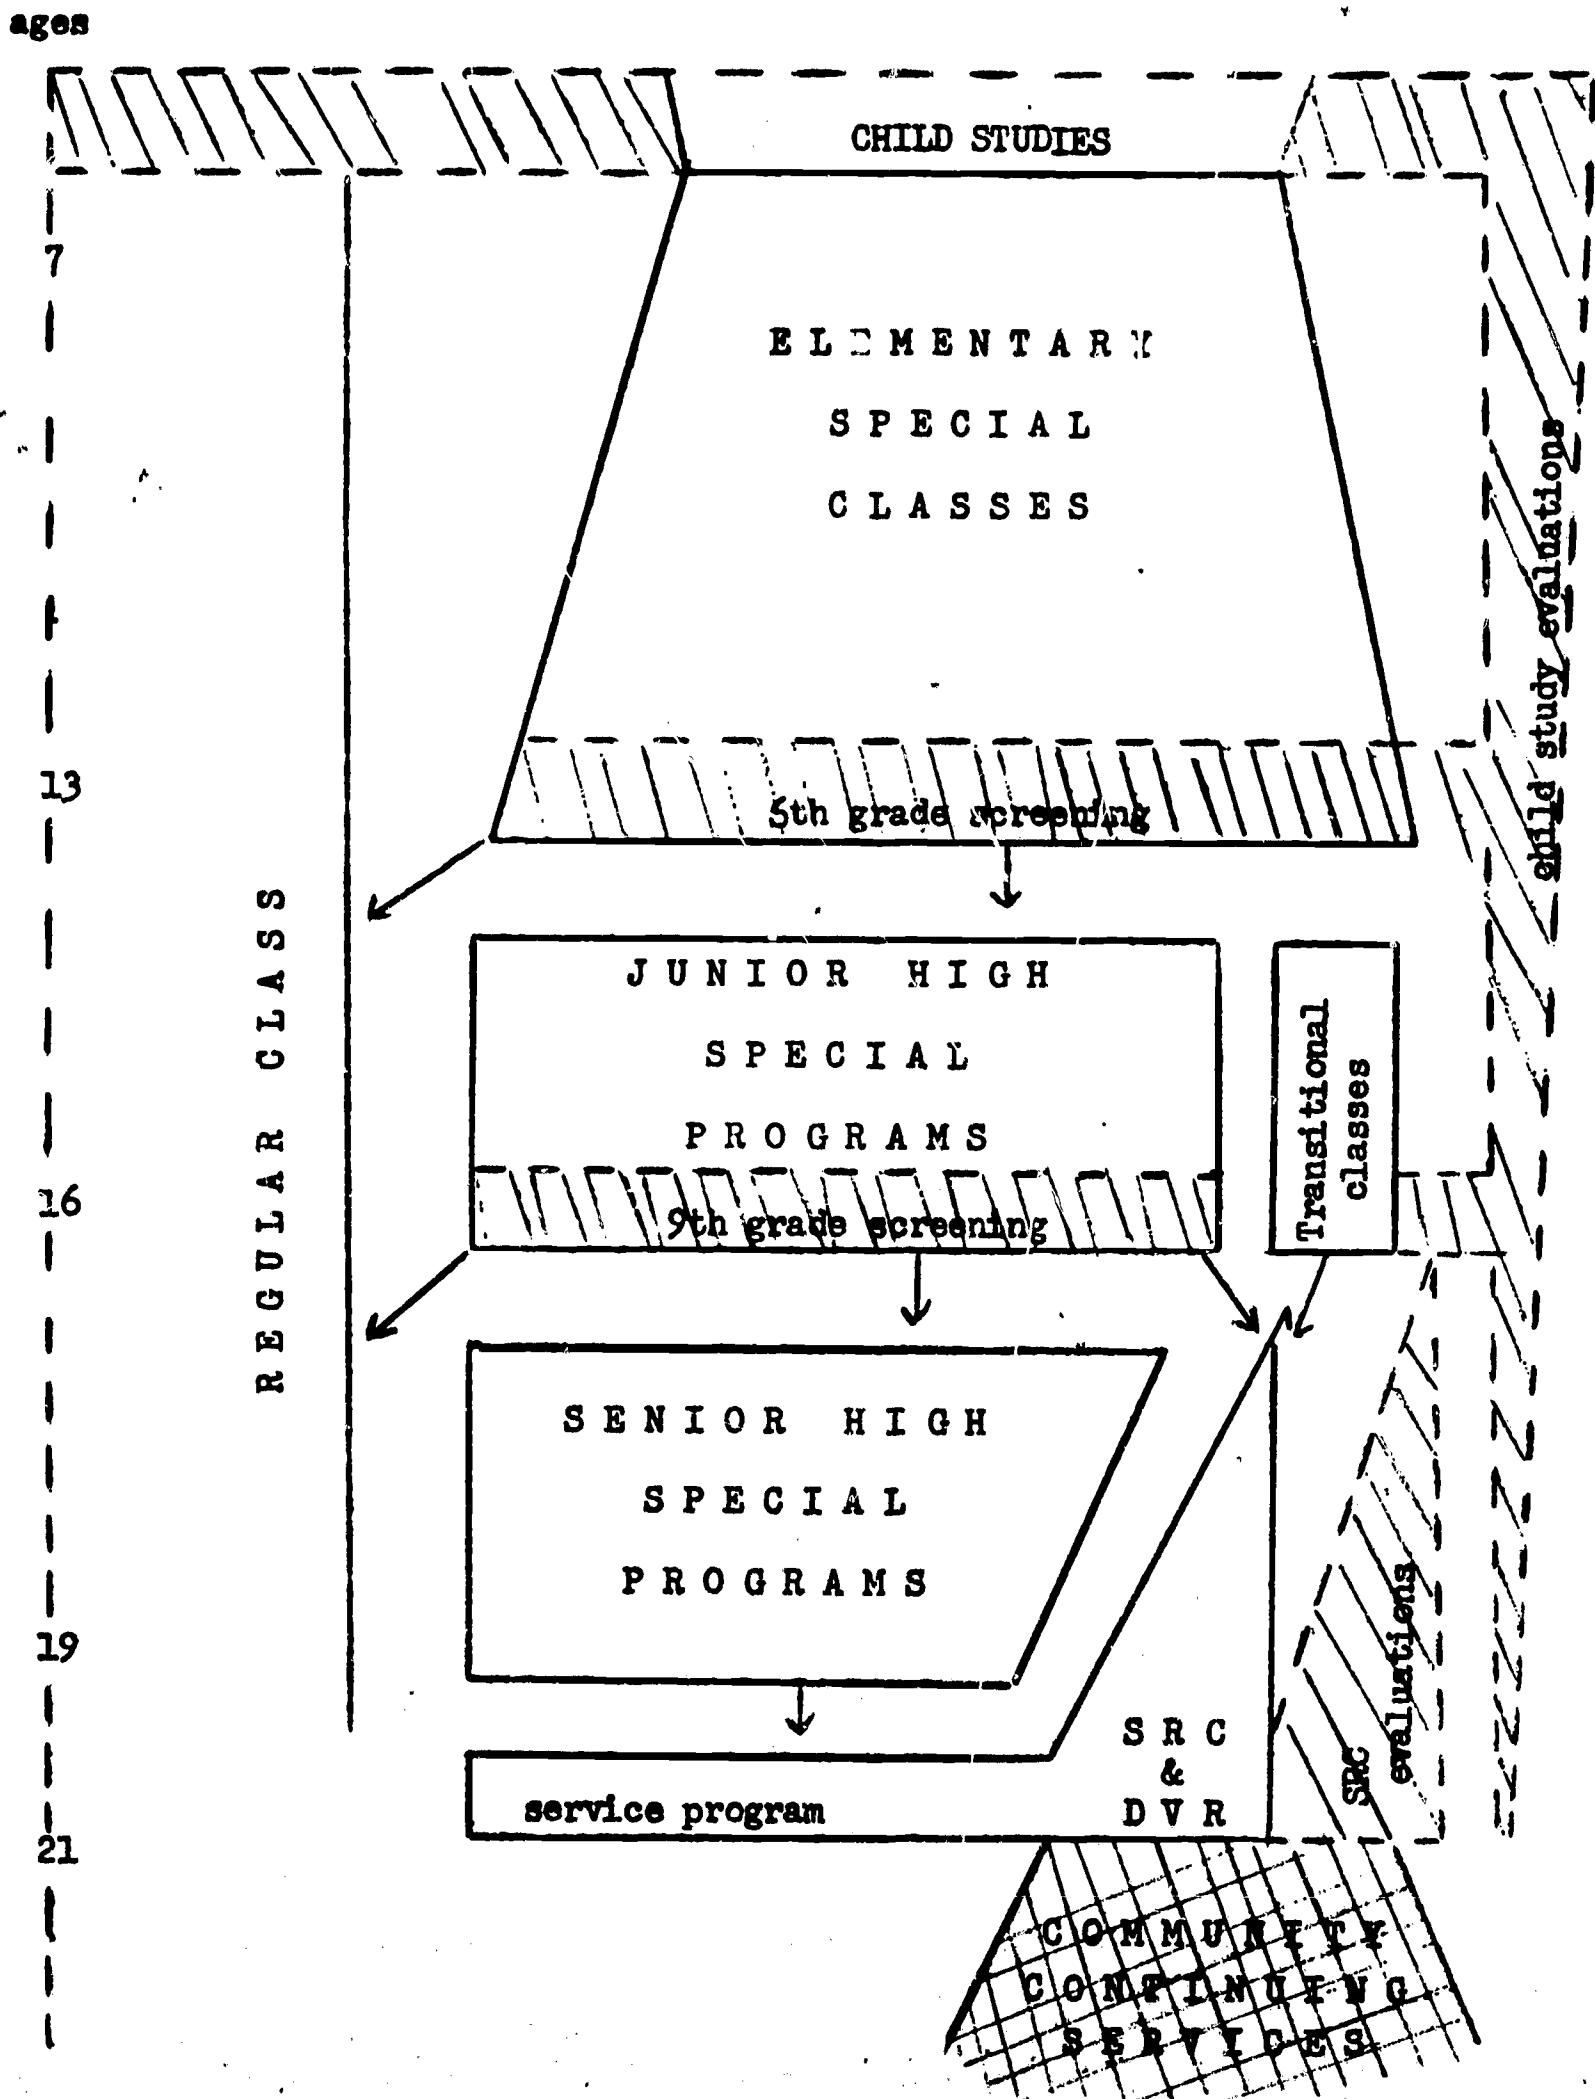 ages
CHILD STUDIES
7
ELEMENTARY
SPECIAL
CLASSES
child study evaluations
13
5th grade screening
REGULAR CLASS
JUNIOR HIGH
SPECIAL
PROGRAMS
Transitional
classes
16
9th grade screening
SENIOR HIGH
SPECIAL
PROGRAMS
19
SRC
evaluations
SRC
&
DVR
service program
21
COMMUNITY
CONTINUING
SERVICES